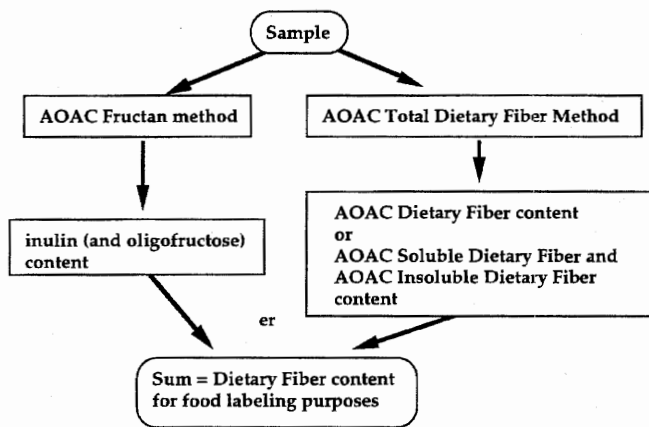 Sample
AOAC Fructan method
AOAC Total Dietary Fiber Method
inulin (and oligofructose)
content
AOAC Dietary Fiber content
or
AOAC Soluble Dietary Fiber and
AOAC Insoluble Dietary Fiber
content
er
Sum = Dietary Fiber content
for food labeling purposes